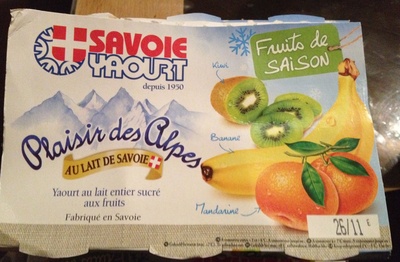 SAVOIE
YAOURT
depuis 1950
Fruits de
SAiSON
Kiwi
Plaisir des Alpes
AU LAIT DE SAVOIE
Banane
Yaourt au lait entier sucré
aux fruits
Fabriqué en Savoie
Mandarine
26/11 E